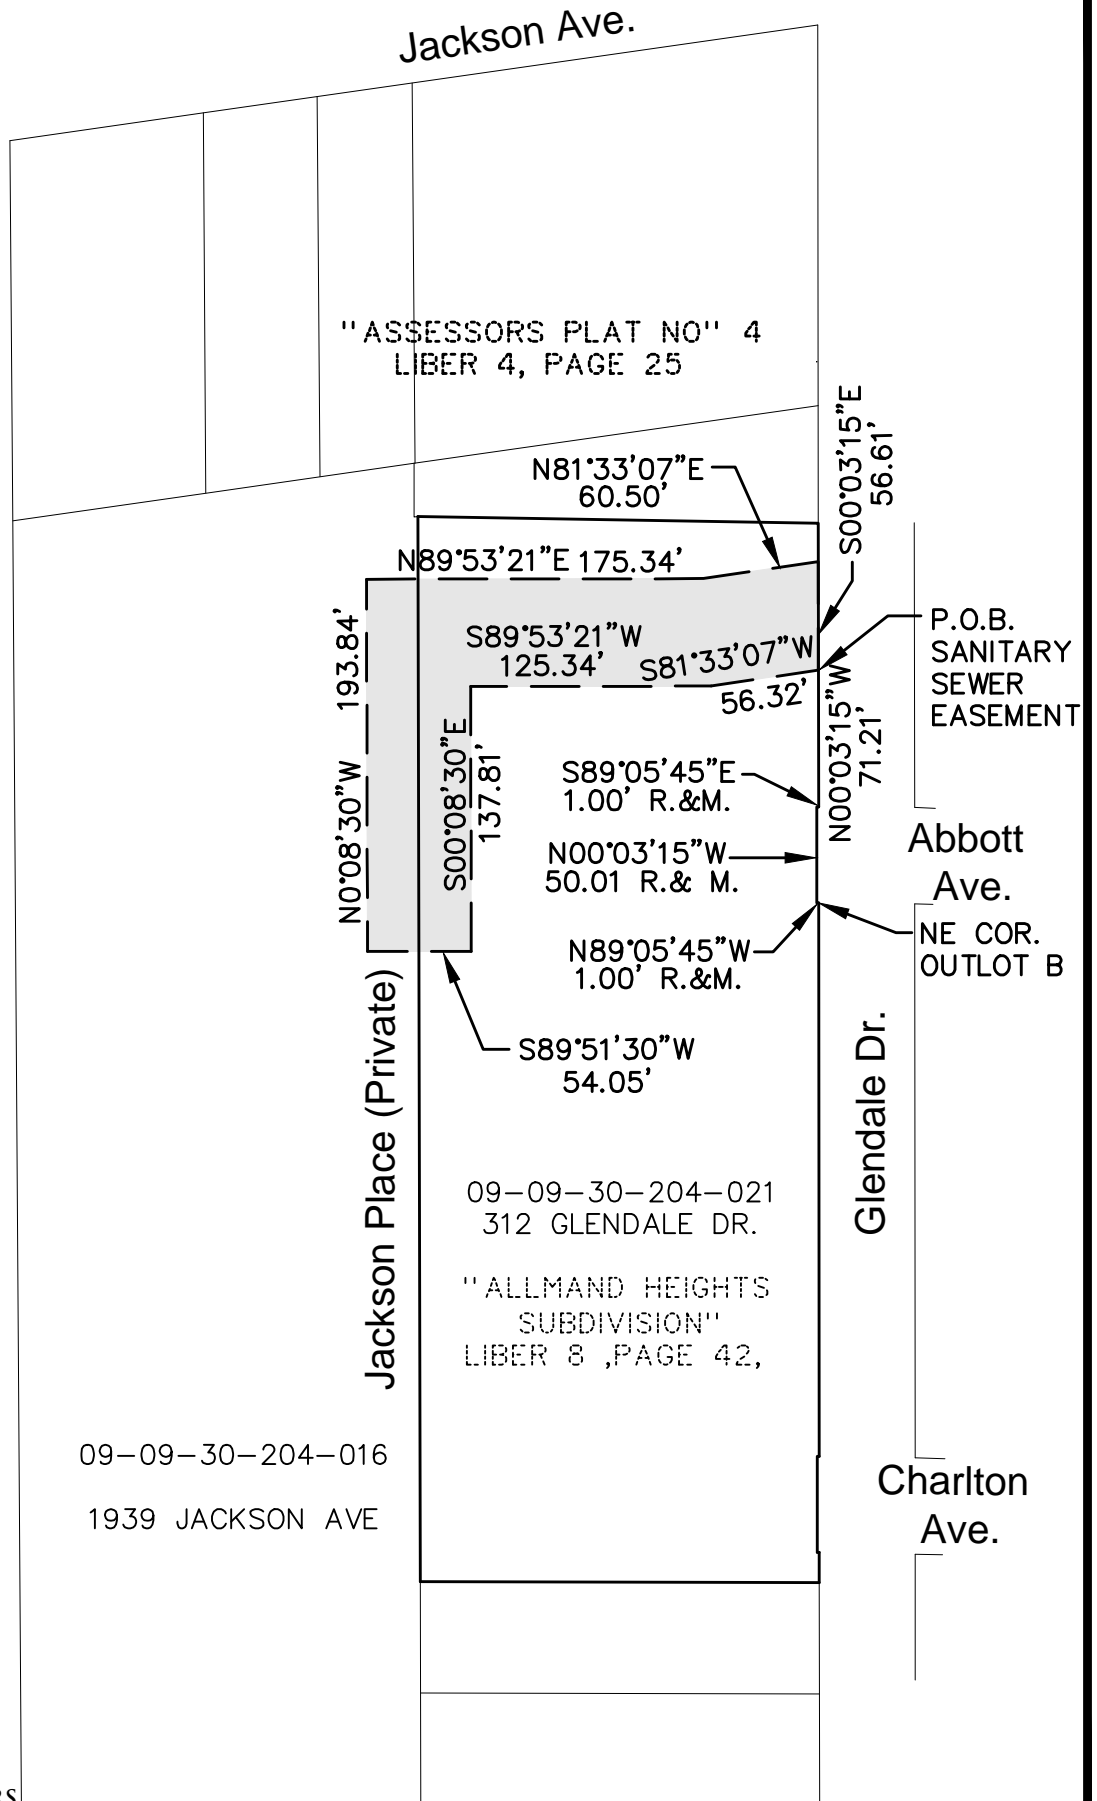 Jackson Ave.
"ASSESSORS PLAT NO" 4
LIBER 4, PAGE 25
S00°03'15"E
56.61'
N81°33'07"E
60.50'
N89°53'21"E 175.34'
S89°53'21"W
125.34'
S81°33'07"W
56.32'
P.O.B.
SANITARY
SEWER
EASEMENT
N0°08'30"W 193.84'
S00°08'30"E
137.81'
N00°03'15"W
71.21'
S89°05'45"E
1.00' R.&M.
N00°03'15"W
50.01 R.& M.
Abbott
Ave.
N89°05'45"W
1.00' R.&M.
NE COR.
OUTLOT B
S89°51'30"W
54.05'
Jackson Place (Private)
Glendale Dr.
09-09-30-204-021
312 GLENDALE DR.
"ALLMAND HEIGHTS
SUBDIVISION"
LIBER 8 ,PAGE 42,
09-09-30-204-016
1939 JACKSON AVE
Charlton
Ave.